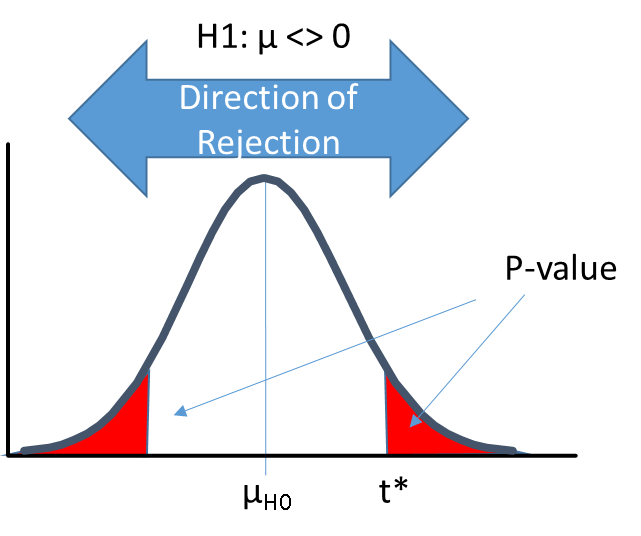 H1: μ <> 0
Direction of
Rejection
P-value
μH0
t*